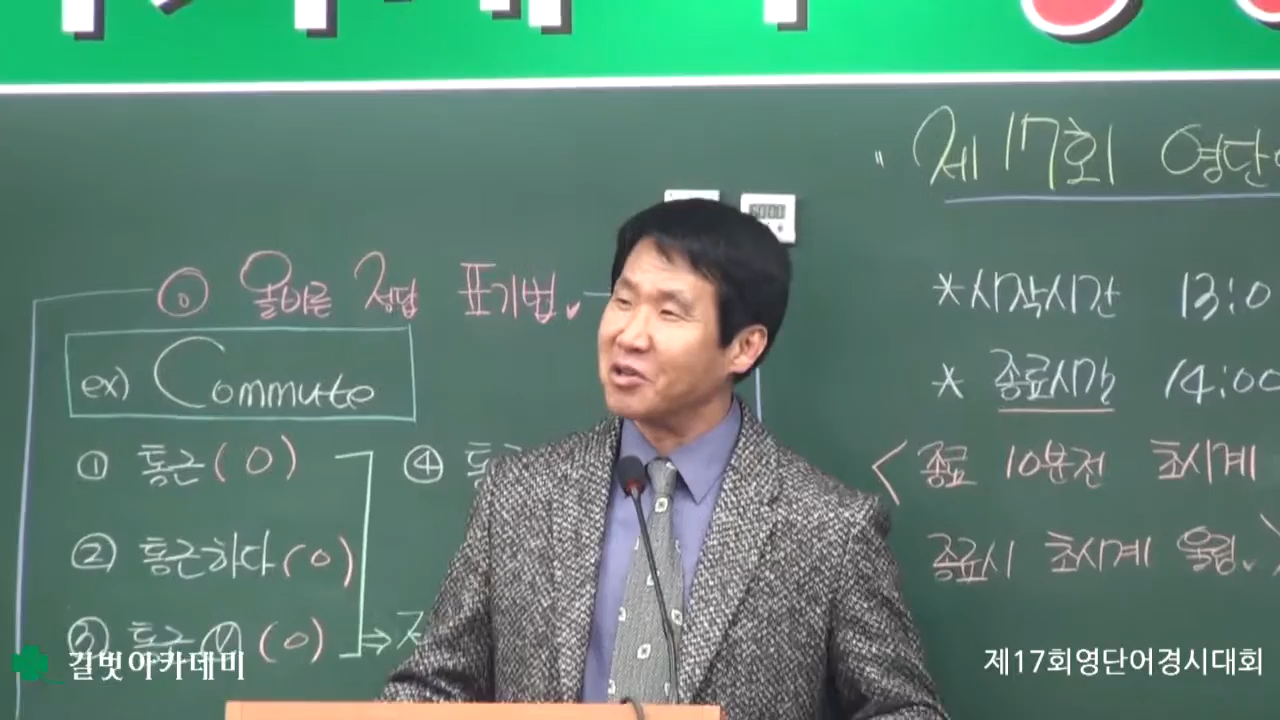 제 17회 영단
① 올바른 정답 표기법
*시작시간 13:0
ex) Commute
* 종료시간 14:00
① 통근 (O)
④
<종료 10분전 초시계
② 통근하다 (O)
종료시 초시계 울림.>
③ 통근 (O)
길벗아카데미
제17회영단어경시대회